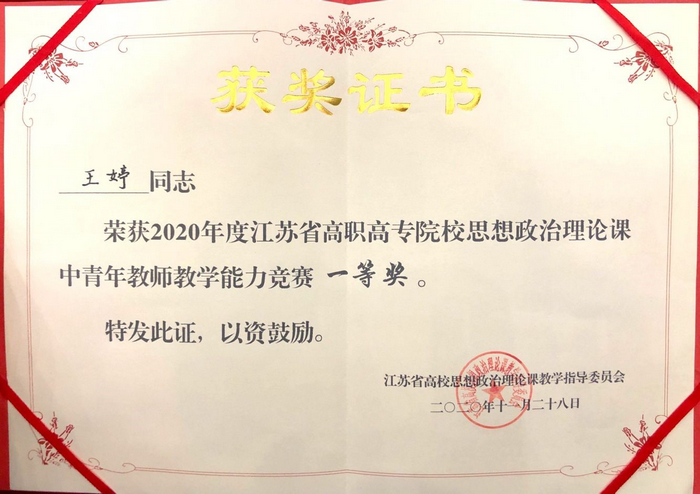 获奖证书
王婷 同志
荣获2020年度江苏省高职高专院校思想政治理论课
中青年教师教学能力竞赛 一等奖 。
特发此证，以资鼓励。
江苏省高校思想政治理论课教学指导委员会
二〇二〇年十一月二十八日